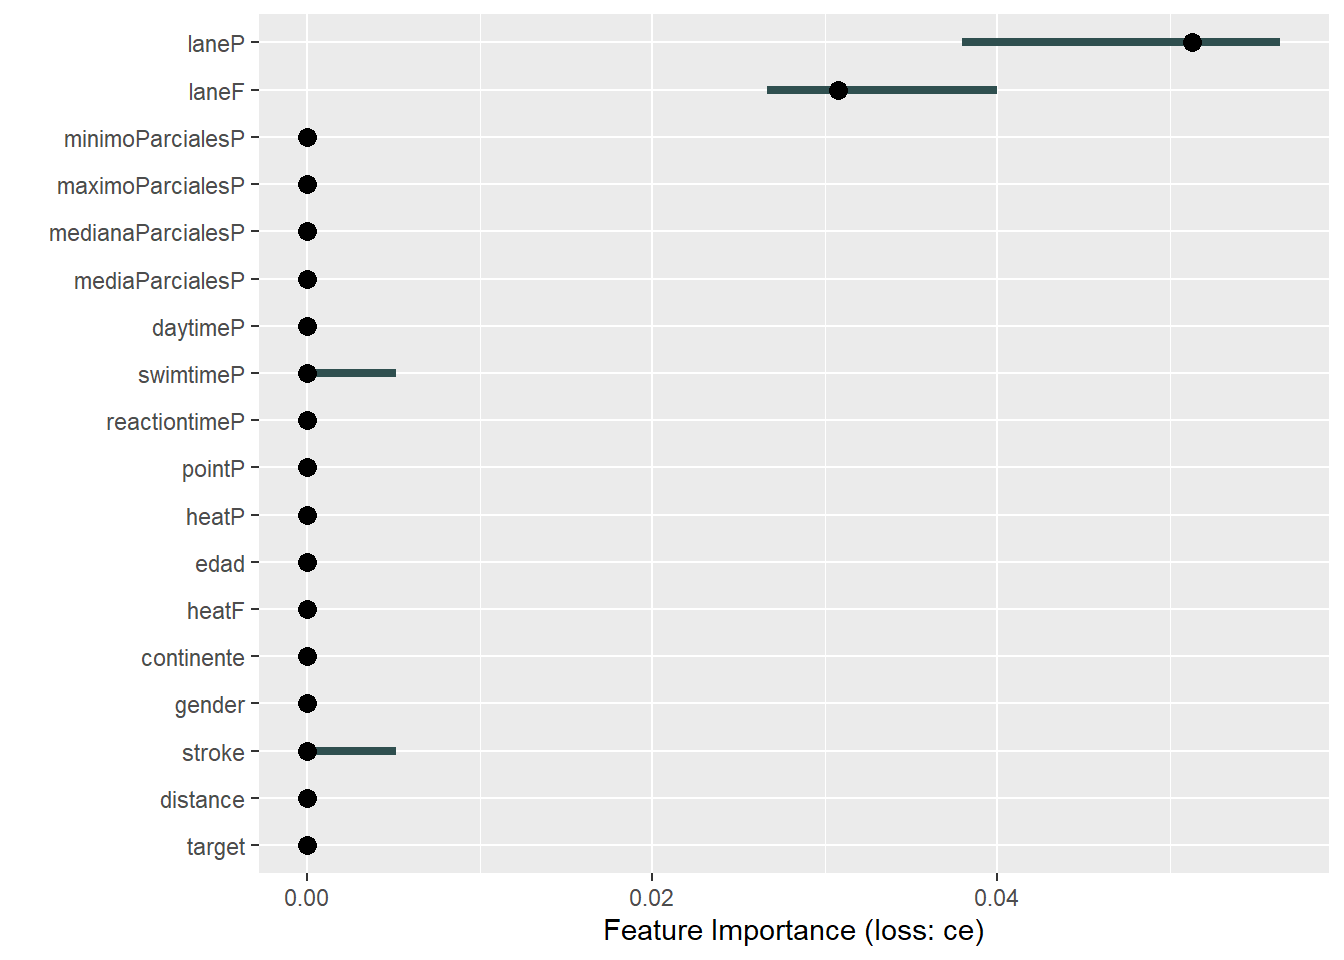 laneP
laneF
minimoParcialesP
maximoParcialesP
medianaParcialesP
mediaParcialesP
daytimeP
swimtimeP
reactiontimeP
pointP
heatP
edad
heatF
continente
gender
stroke
distance
target
0.00 0.02 0.04
Feature Importance (loss: ce)